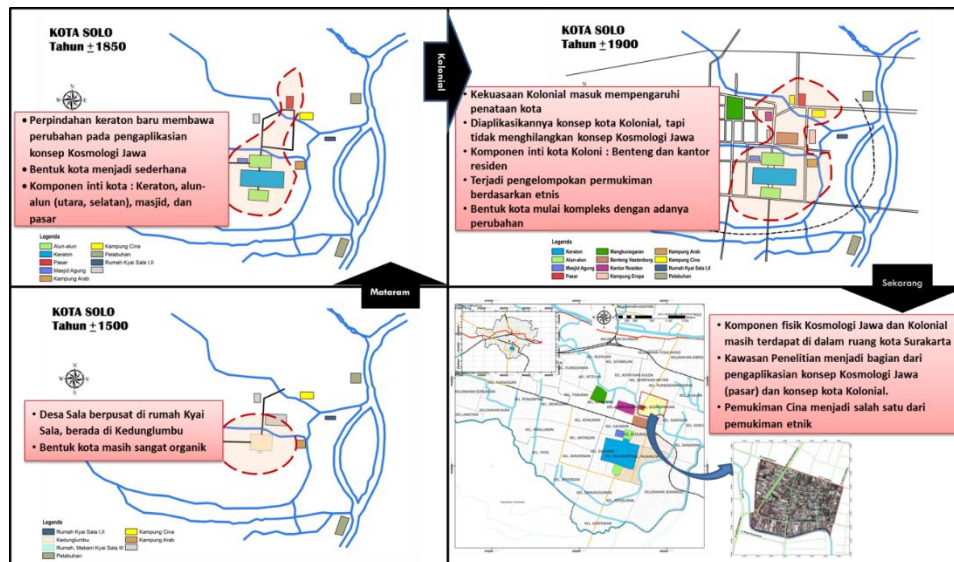 KOTA SOLO
Tahun ±1850
N
W
E
S
• Perpindahan keraton baru membawa
perubahan pada pengaplikasian
konsep Kosmologi Jawa
• Bentuk kota menjadi sederhana
• Komponen inti kota : Keraton, alun-
alun (utara, selatan), masjid, dan
pasar
Legenda
Alun-alun
Keraton
Pasar
Masjid Agung
Kampung Arab
Kampung Cina
Pelabuhan
Rumah Kyai Sala I,II
Kolonial
KOTA SOLO
Tahun ±1900
N
• Kekuasaan Kolonial masuk mempengaruhi
penataan kota
• Diaplikasikannya konsep kota Kolonial, tapi
tidak menghilangkan konsep Kosmologi Jawa
• Komponen inti kota Koloni : Benteng dan kantor
residen
• Terjadi pengelompokan permukiman
berdasarkan etnis
• Bentuk kota mulai kompleks dengan adanya
perubahan
Legenda
Keraton
Alun-alun
Masjid Agung
Pasar
Mangkunegaran
Benteng Vastenburg
Kantor Residen
Kampung Eropa
Kampung Arab
Kampung Cina
Rumah Kyai Sala I,II
Pelabuhan
Mataram
Sekarang
KOTA SOLO
Tahun ±1500
N
W
E
S
• Desa Sala berpusat di rumah Kyai
Sala, berada di Kedunglumbu
• Bentuk kota masih sangat organik
Legenda
Rumah Kyai Sala I,II
Kedunglumbu
Rumah, Makam Kyai Sala III
Pelabuhan
Kampung Cina
Kampung Arab
• Komponen fisik Kosmologi Jawa dan Kolonial
masih terdapat di dalam ruang kota Surakarta
• Kawasan Penelitian menjadi bagian dari
pengaplikasian konsep Kosmologi Jawa
(pasar) dan konsep kota Kolonial.
• Pemukiman Cina menjadi salah satu dari
pemukiman etnik